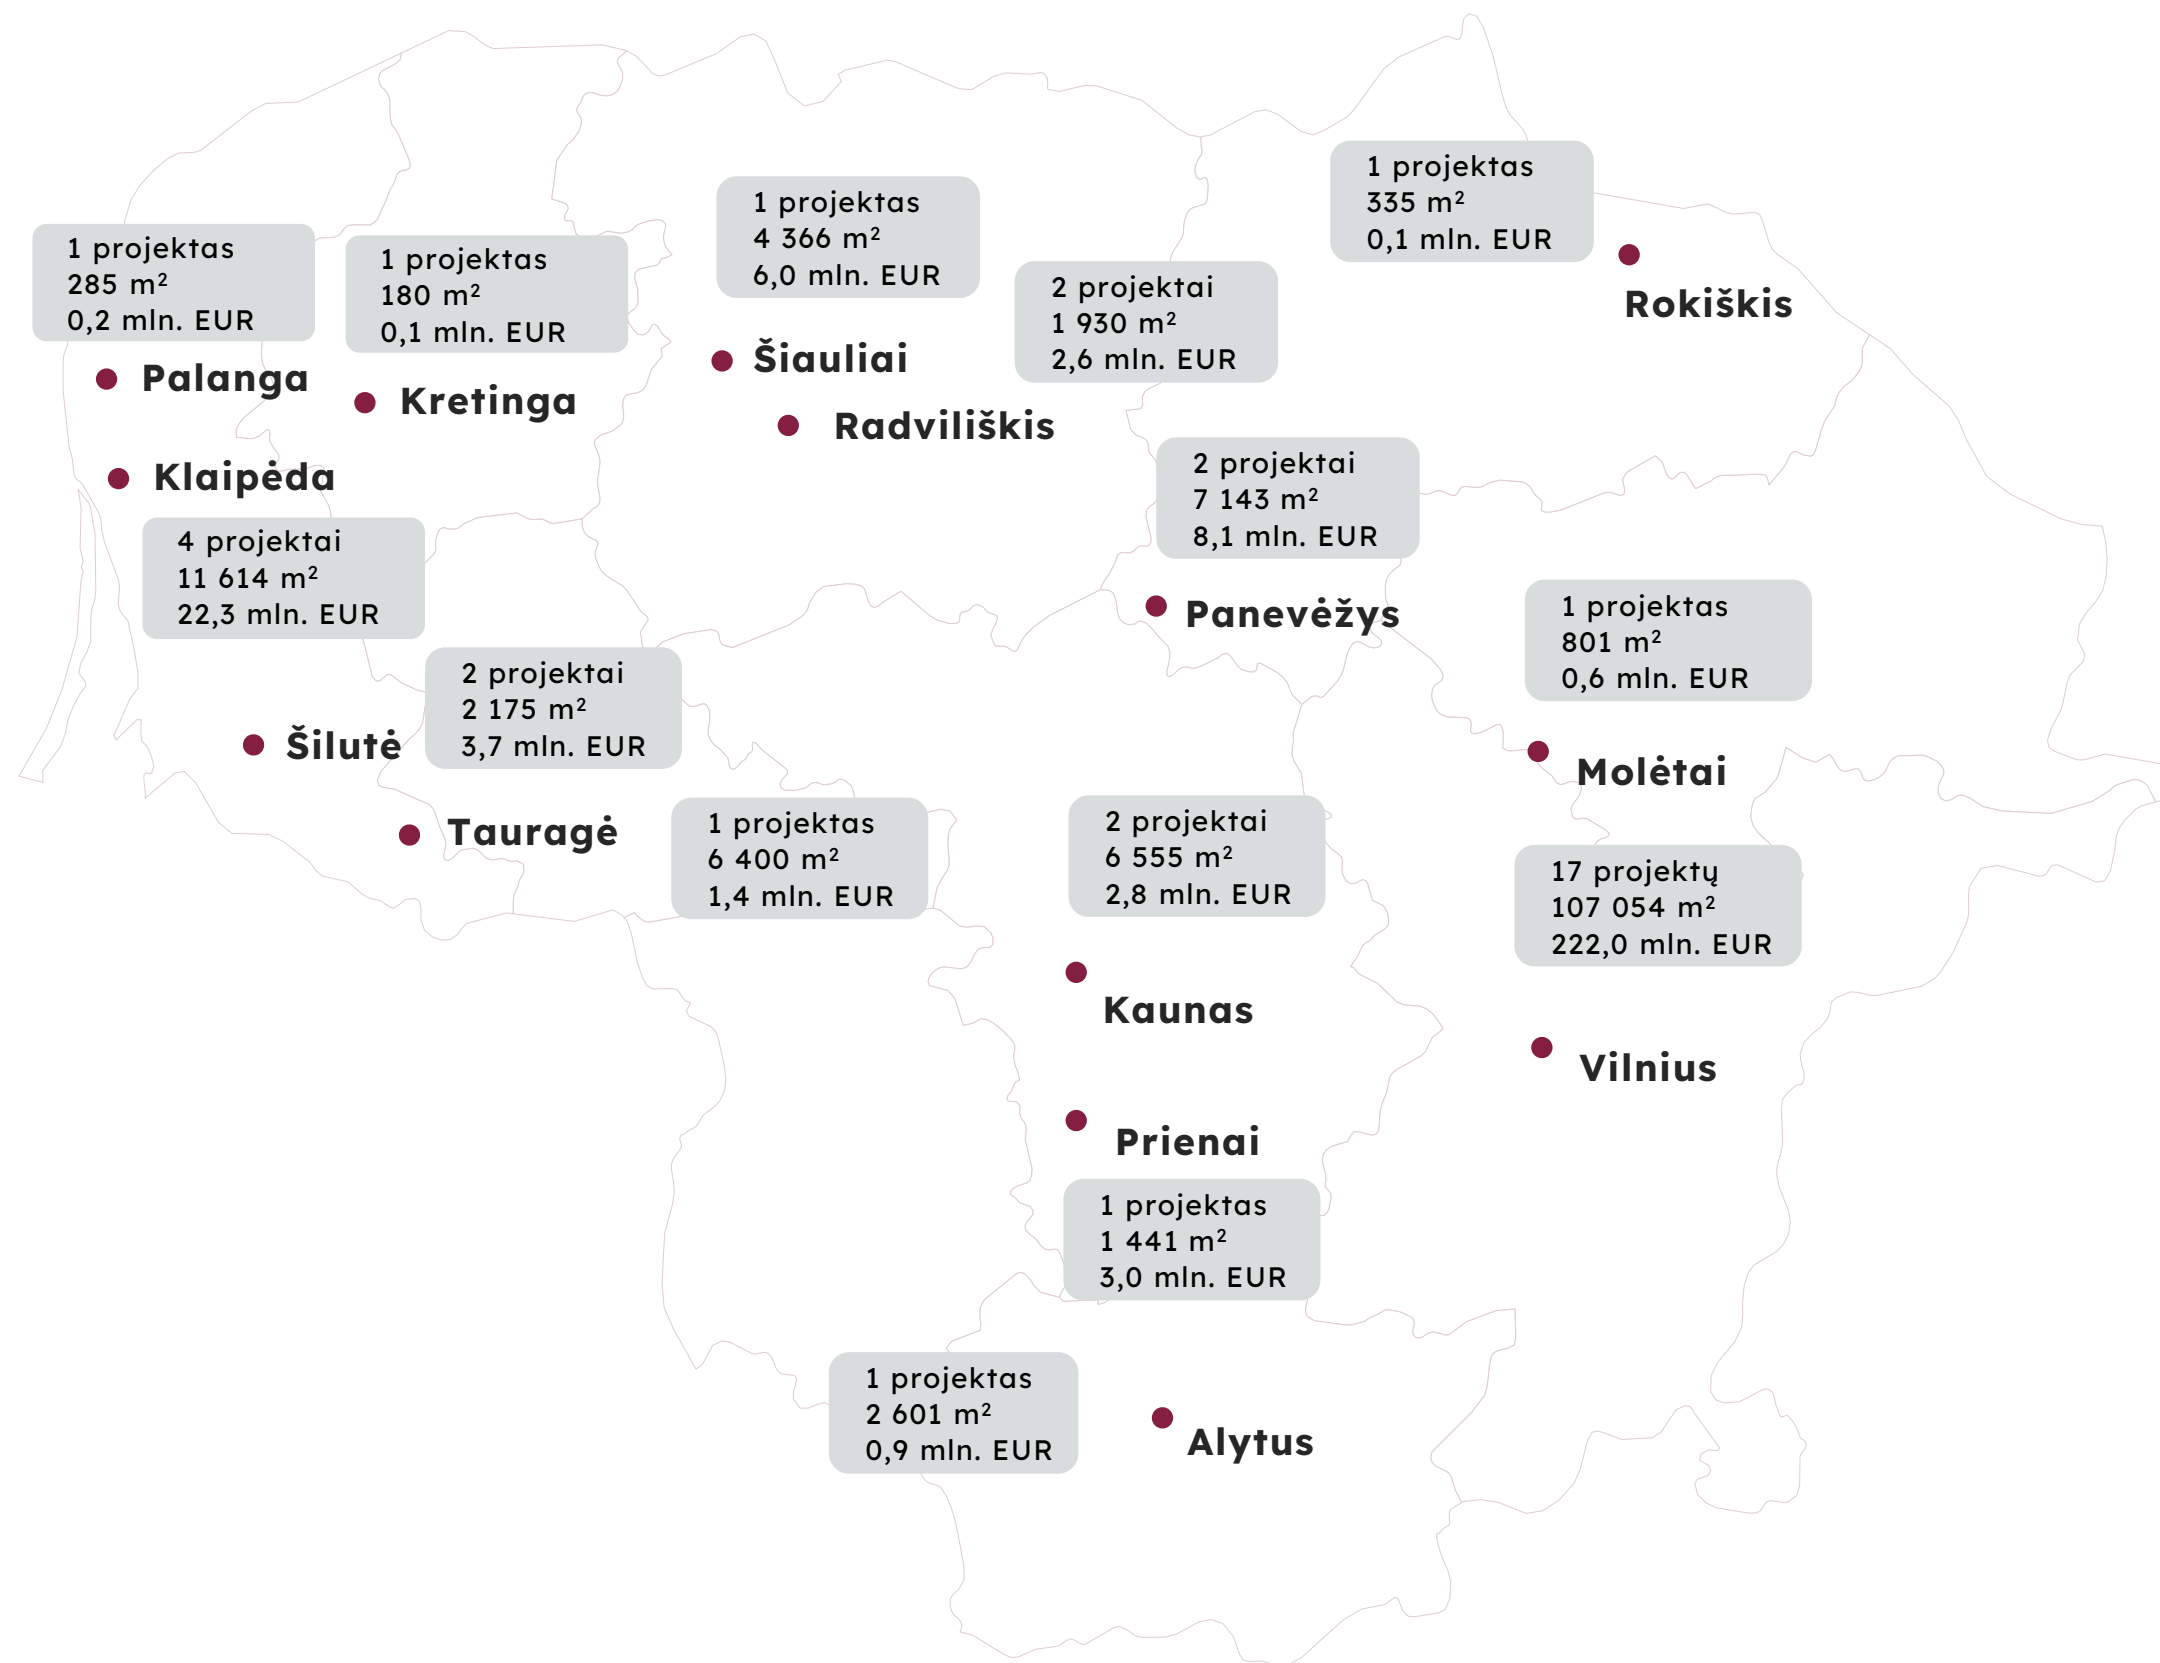 1 projektas
285 m²
0,2 mln. EUR
Palanga
1 projektas
180 m²
0,1 mln. EUR
Kretinga
1 projektas
4 366 m²
6,0 mln. EUR
Šiauliai
2 projektai
1 930 m²
2,6 mln. EUR
Radviliškis
1 projektas
335 m²
0,1 mln. EUR
Rokiškis
Klaipėda
4 projektai
11 614 m²
22,3 mln. EUR
2 projektai
7 143 m²
8,1 mln. EUR
Panevėžys
1 projektas
801 m²
0,6 mln. EUR
Molėtai
2 projektai
2 175 m²
3,7 mln. EUR
Šilutė
Tauragė
1 projektas
6 400 m²
1,4 mln. EUR
2 projektai
6 555 m²
2,8 mln. EUR
Kaunas
17 projektų
107 054 m²
222,0 mln. EUR
Vilnius
Prienai
1 projektas
1 441 m²
3,0 mln. EUR
1 projektas
2 601 m²
0,9 mln. EUR
Alytus